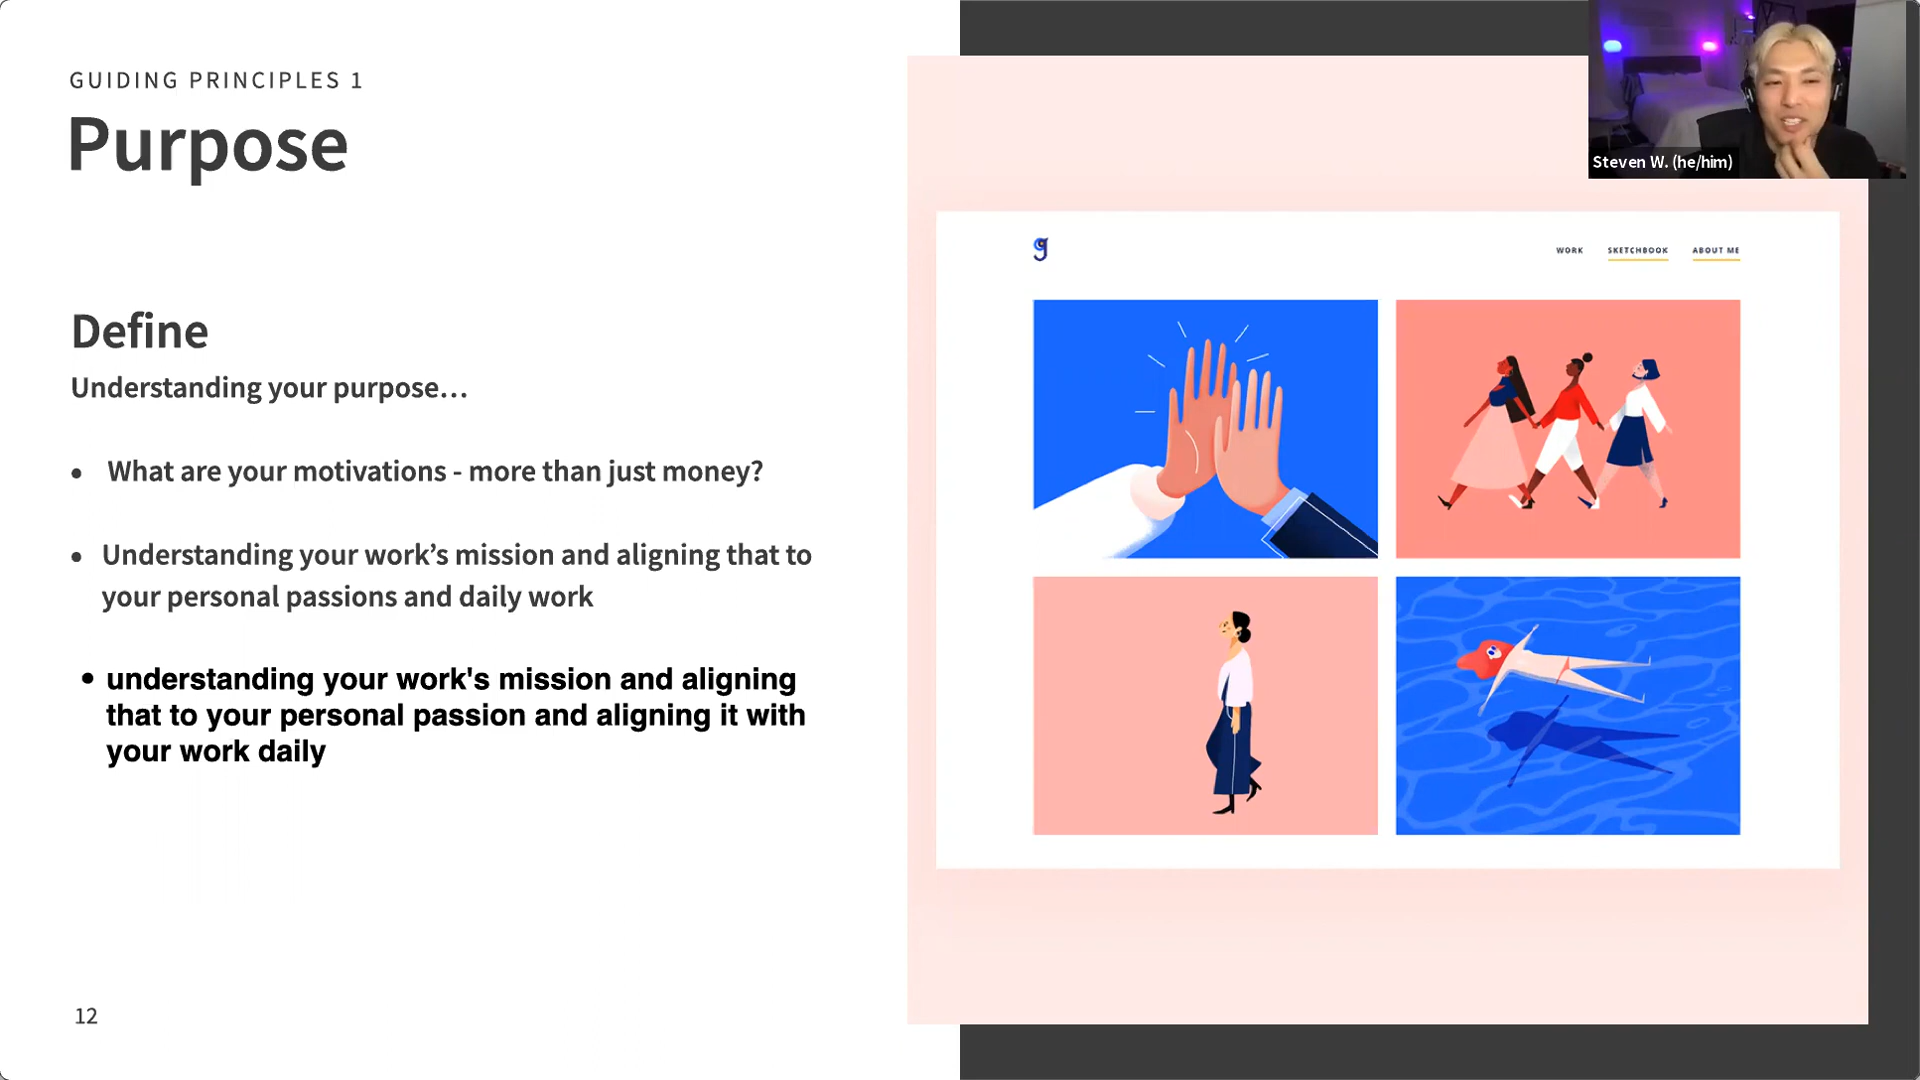 GUIDING PRINCIPLES 1
Purpose
Define
Understanding your purpose…
• What are your motivations - more than just money?
• Understanding your work’s mission and aligning that to
your personal passions and daily work
• understanding your work's mission and aligning
that to your personal passion and aligning it with
your work daily
12
Steven W. (he/him)
g
WORK SKETCHBOOK ABOUT ME